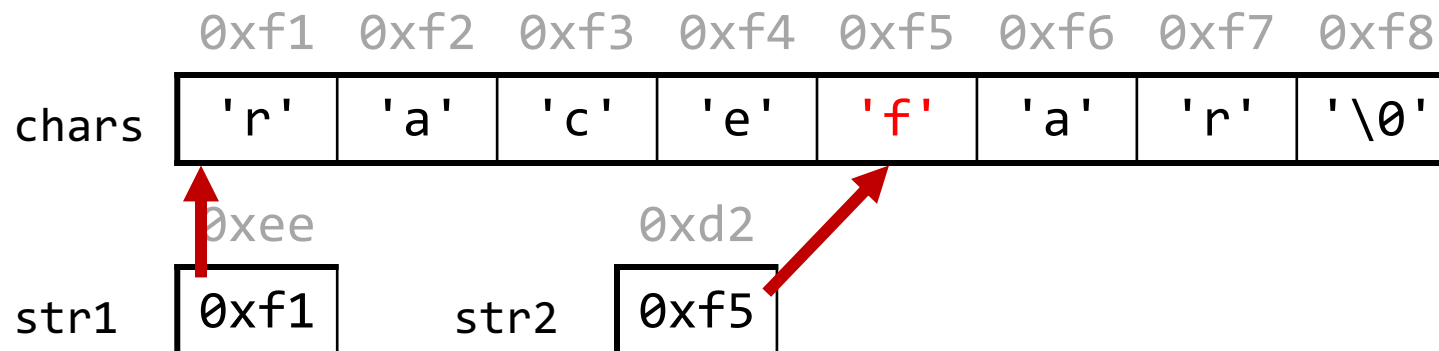 0xf1 0xf2 0xf3 0xf4 0xf5 0xf6 0xf7 0xf8
chars 'r' 'a' 'c' 'e' 'f' 'a' 'r' '\0'
0xee 0xd2
str1 0xf1 str2 0xf5